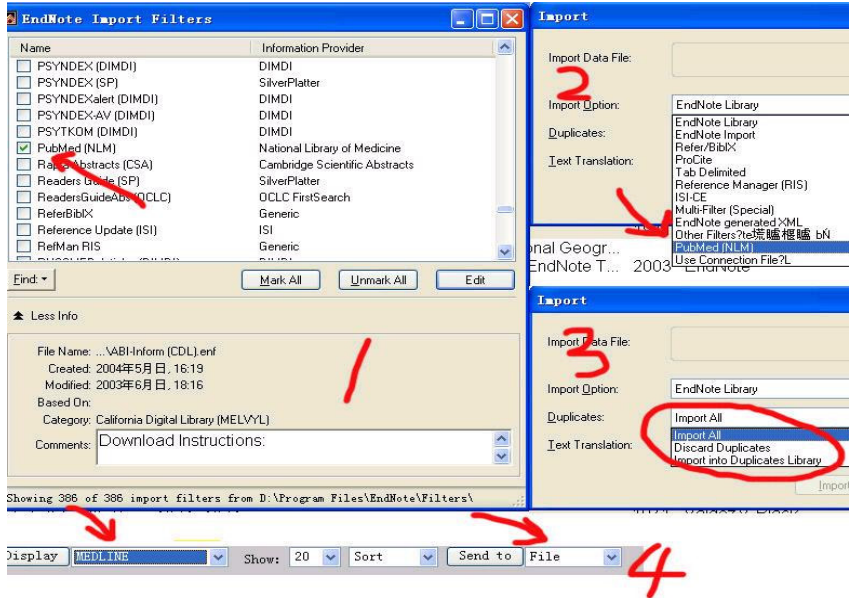 EndNote Import Filters
Name Information Provider
PSYNDEX (DIMDI) DIMDI
PSYNDEX (SP) SilverPlatter
PSYNDEXalert (DIMDI) DIMDI
PSYNDEX-AV (DIMDI) DIMDI
PSYTKOM (DIMDI) DIMDI
PubMed (NLM) National Library of Medicine
Abstracts (CSA) Cambridge Scientific Abstracts
Readers Guide (SP) SilverPlatter
ReadersGuideAbs (OCLC) OCLC FirstSearch
ReferBibIX Generic
Reference Update (ISI) ISI
RefMan RIS Generic
Find: Mark All Unmark All Edit
Less Info
File Name: ...\ABI-Inform (CDL).enf
Created: 2004年5月 日, 16:19
Modified: 2003年6月 日, 18:16
Based On:
Category: California Digital Library (MELVYL)
Comments: Download Instructions:
1
Showing 386 of 386 import filters from D:\Program Files\EndNote\Filters\
Import
Import Data File:
2
Import Option: EndNote Library
Duplicates:
Text Translation:
EndNote Library
EndNote Import
Refer/BibIX
ProCite
Tab Delimited
Reference Manager (RIS)
ISI-CE
Multi-Filter (Special)
EndNote generated XML
Other Filters?
PubMed (NLM)
Use Connection File?L
onal Geogr...
EndNote T... 2003 EndNote
Import
Import Data File:
3
Import Option: EndNote Library
Duplicates: Import All
Text Translation:
Import All
Discard Duplicates
Import into Duplicates Library
Import
Display MEDLINE Show: 20 Sort Send to File
4